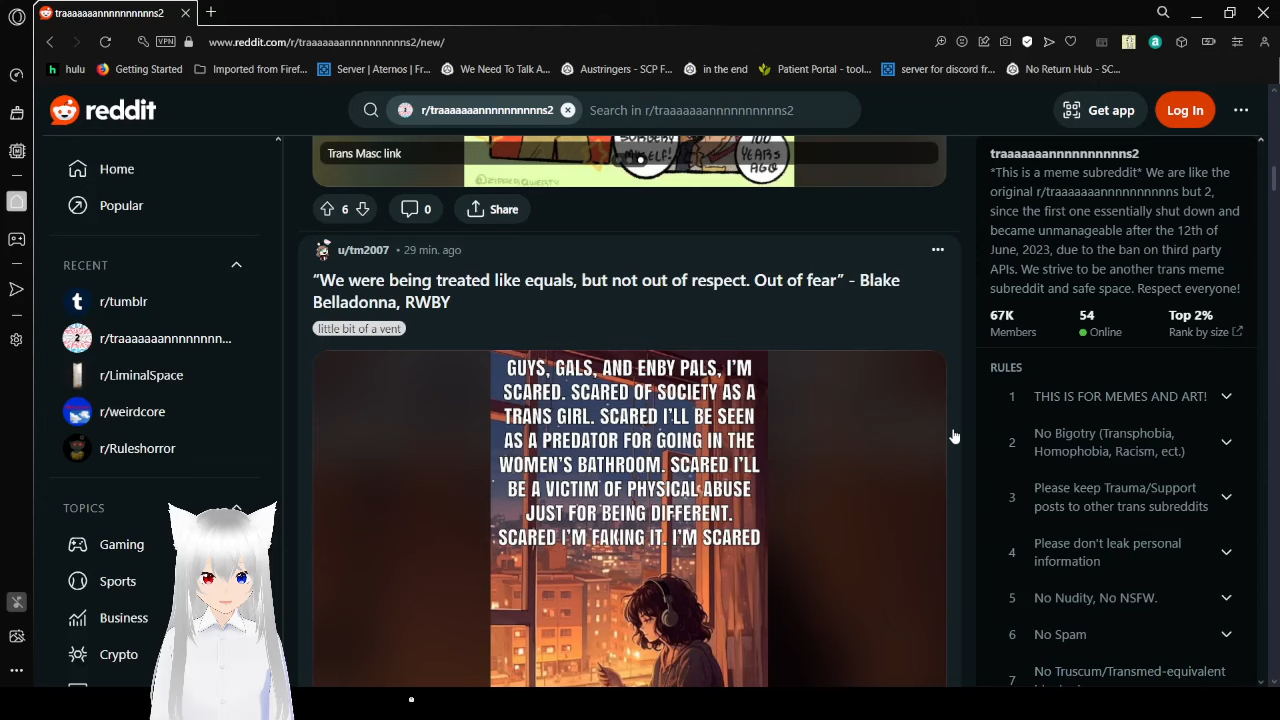 traaaaaaannnnnnnnnns2
VPN
www.reddit.com/r/traaaaaaannnnnnnnnns2/new/
hulu
Getting Started
Imported from Firef...
Server | Aternos | Fr...
We Need To Talk A...
Austringers - SCP F...
in the end
Patient Portal - tool...
server for discord fr...
No Return Hub - SC...
reddit
r/traaaaaaannnnnnnnnns2
Search in r/traaaaaaannnnnnnnnns2
Get app
Log In
Home
Popular
RECENT
r/tumblr
r/traaaaaaannnnnnn...
r/LiminalSpace
r/weirdcore
r/Ruleshorror
TOPICS
Gaming
Sports
Business
Crypto
MYSELF!
100
YEARS
AGO
Trans Masc link
@ZIPPERQWERTY
6
0
Share
u/tm2007 • 29 min. ago
“We were being treated like equals, but not out of respect. Out of fear” - Blake
Belladonna, RWBY
little bit of a vent
GUYS, GALS, AND ENBY PALS, I'M
SCARED. SCARED OF SOCIETY AS A
TRANS GIRL. SCARED I'LL BE SEEN
AS A PREDATOR FOR GOING IN THE
WOMEN'S BATHROOM. SCARED I'LL
BE A VICTIM OF PHYSICAL ABUSE
JUST FOR BEING DIFFERENT.
SCARED I'M FAKING IT. I'M SCARED
traaaaaaannnnnnnnnns2
*This is a meme subreddit* We are like the
original r/traaaaaaannnnnnnnnns but 2,
since the first one essentially shut down and
became unmanageable after the 12th of
June, 2023, due to the ban on third party
APIs. We strive to be another trans meme
subreddit and safe space. Respect everyone!
67K
Members
54
Online
Top 2%
Rank by size
RULES
1 THIS IS FOR MEMES AND ART!
2 No Bigotry (Transphobia,
Homophobia, Racism, ect.)
3 Please keep Trauma/Support
posts to other trans subreddits
4 Please don't leak personal
information
5 No Nudity, No NSFW.
6 No Spam
7 No Truscum/Transmed-equivalent